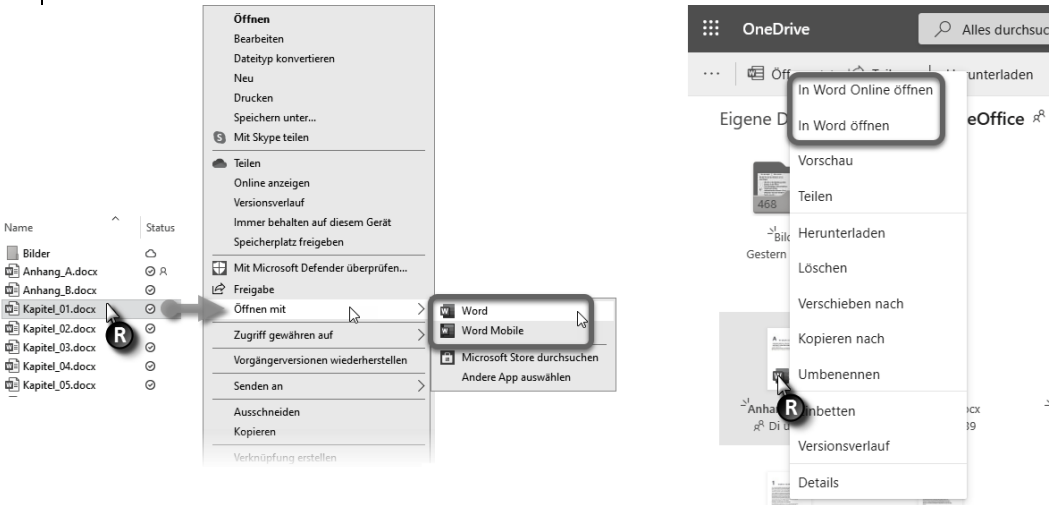 Name
Status
Bilder
Anhang_A.docx
Anhang_B.docx
Kapitel_01.docx
Kapitel_02.docx
Kapitel_03.docx
Kapitel_04.docx
Kapitel_05.docx
R
Öffnen
Bearbeiten
Dateityp konvertieren
Neu
Drucken
Speichern unter...
Mit Skype teilen
Teilen
Online anzeigen
Versionsverlauf
Immer behalten auf diesem Gerät
Speicherplatz freigeben
Mit Microsoft Defender überprüfen...
Freigabe
Öffnen mit
Zugriff gewähren auf
Vorgängerversionen wiederherstellen
Senden an
Ausschneiden
Kopieren
Verknüpfung erstellen
Word
Word Mobile
Microsoft Store durchsuchen
Andere App auswählen
OneDrive
Alles durchsuc
Öff
unterladen
Eigene D
eOffice
468
Bild
Gestern
In Word Online öffnen
In Word öffnen
Vorschau
Teilen
Herunterladen
Löschen
Verschieben nach
Kopieren nach
Umbenennen
Einbetten
Versionsverlauf
Details
Anha
R
Di u